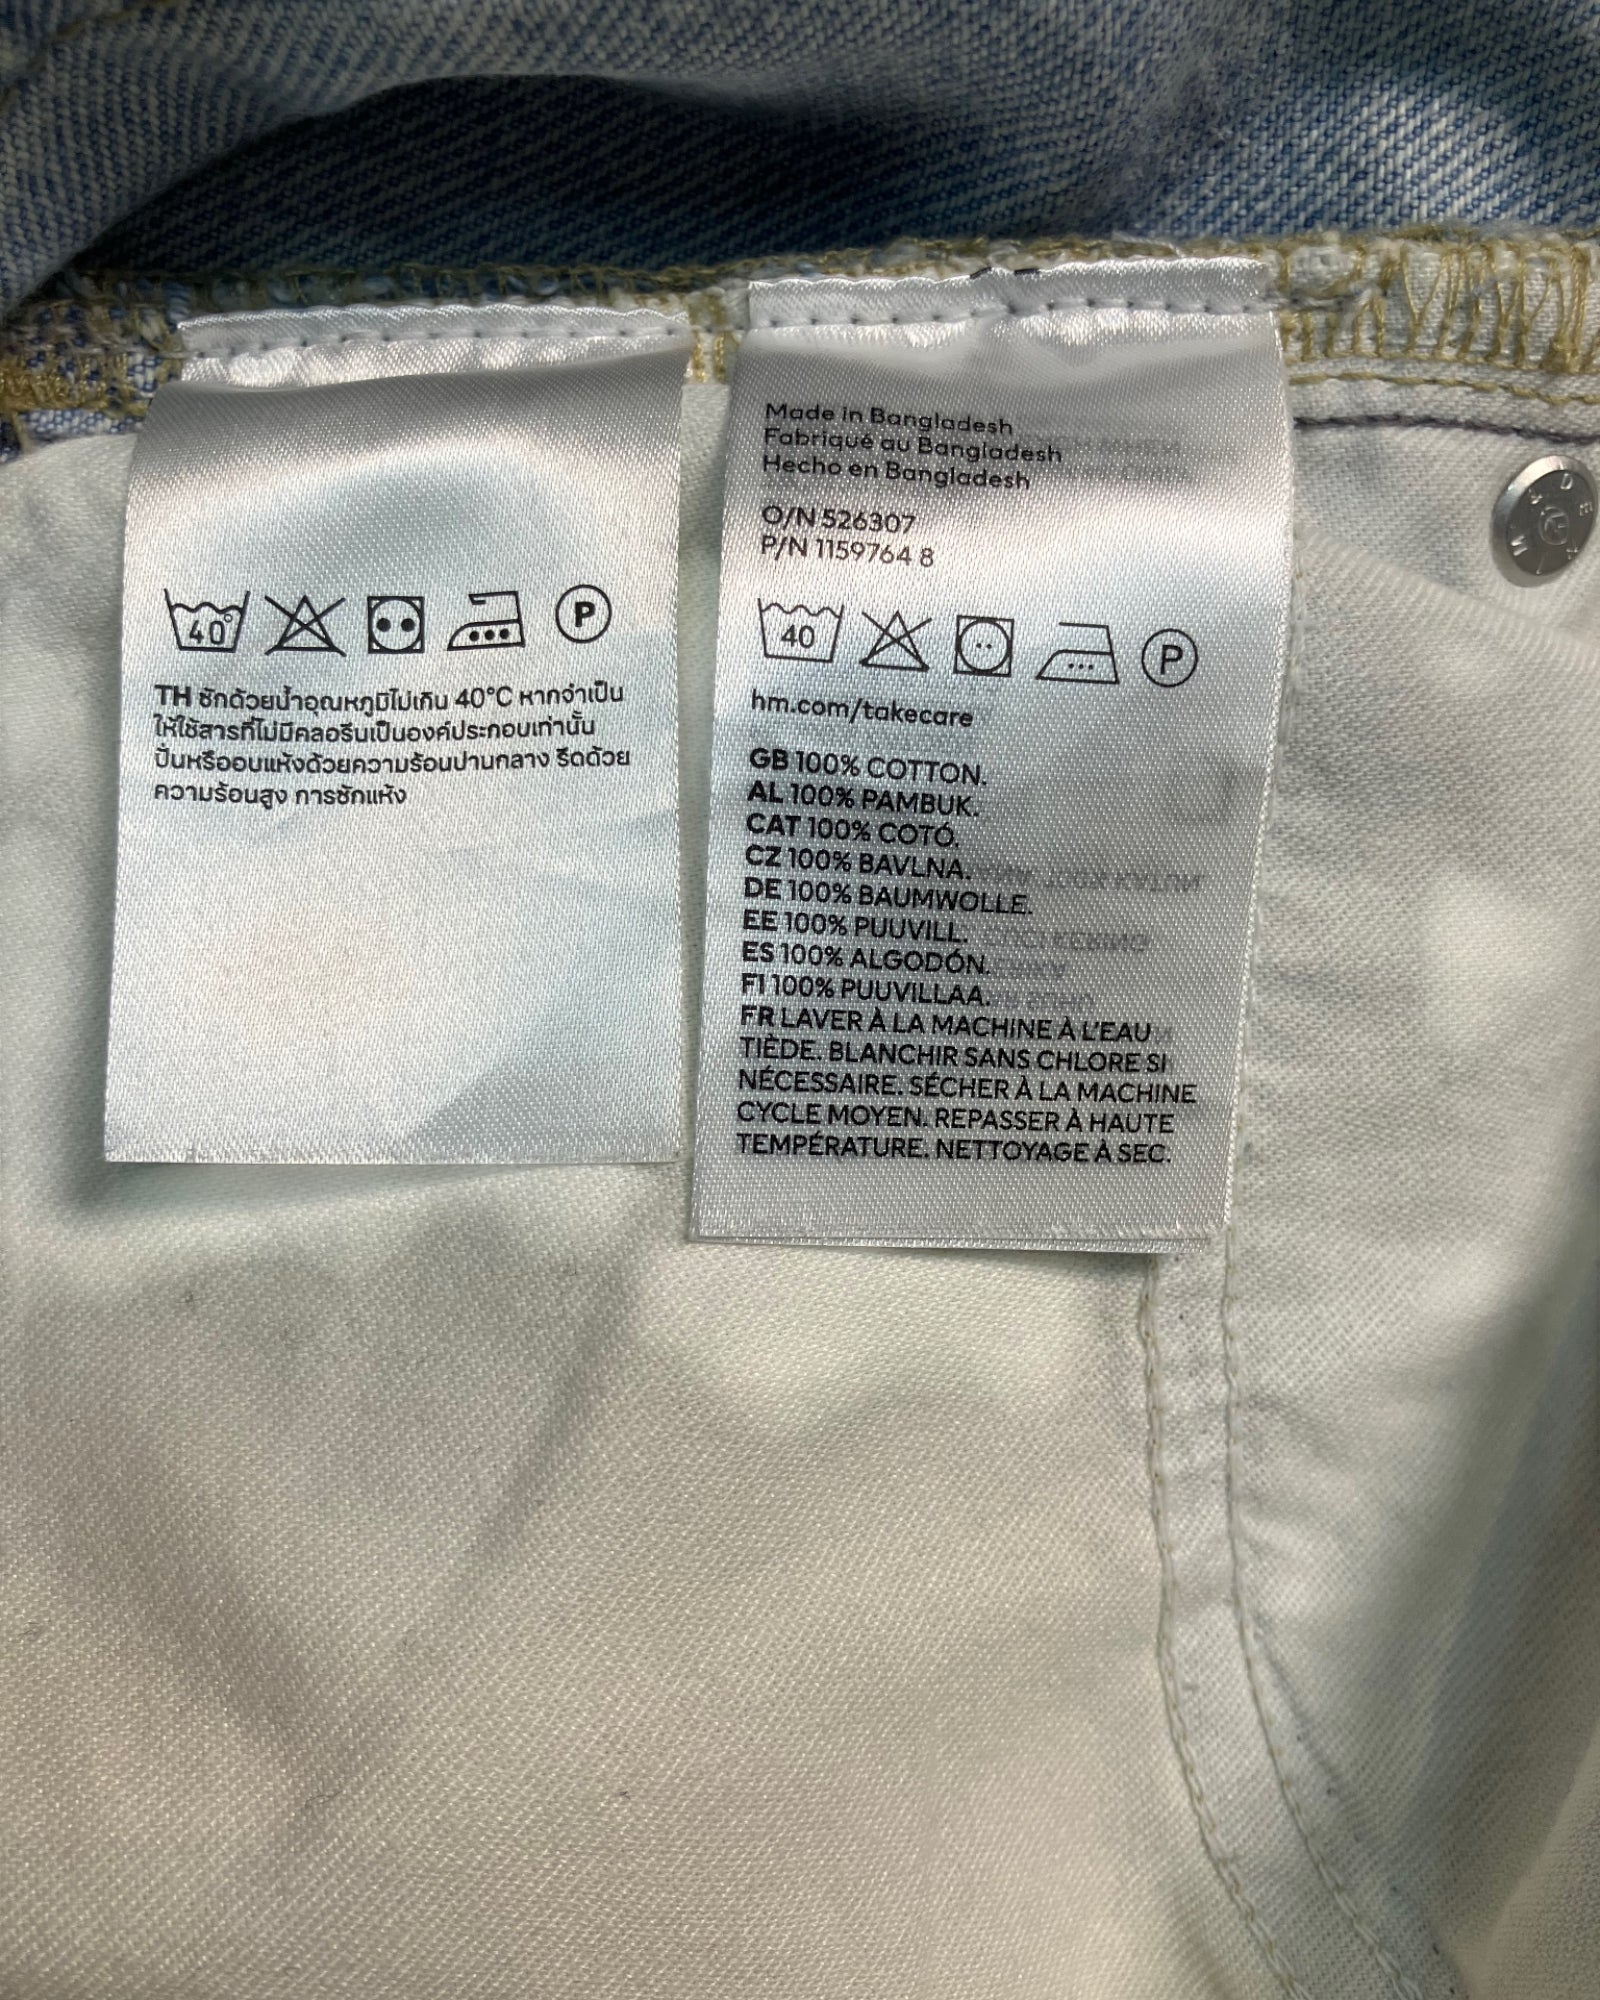 40°
P
TH ซักด้วยน้ำอุณหภูมิไม่เกิน 40°C หากจำเป็น
ให้ใช้สารที่ไม่มีคลอรีนเป็นองค์ประกอบเท่านั้น
ปั่นหรืออบแห้งด้วยความร้อนปานกลาง รีดด้วย
ความร้อนสูง การซักแห้ง
Made in Bangladesh
Fabriqué au Bangladesh
Hecho en Bangladesh
O/N 526307
P/N 1159764 8
40
P
hm.com/takecare
GB 100% COTTON.
AL 100% PAMBUK.
CAT 100% COTÓ.
CZ 100% BAVLNA.
DE 100% BAUMWOLLE.
EE 100% PUUVILL.
ES 100% ALGODÓN.
FI 100% PUUVILLAA.
FR LAVER À LA MACHINE À L'EAU
TIÈDE. BLANCHIR SANS CHLORE SI
NÉCESSAIRE. SÉCHER À LA MACHINE
CYCLE MOYEN. REPASSER À HAUTE
TEMPÉRATURE. NETTOYAGE À SEC.